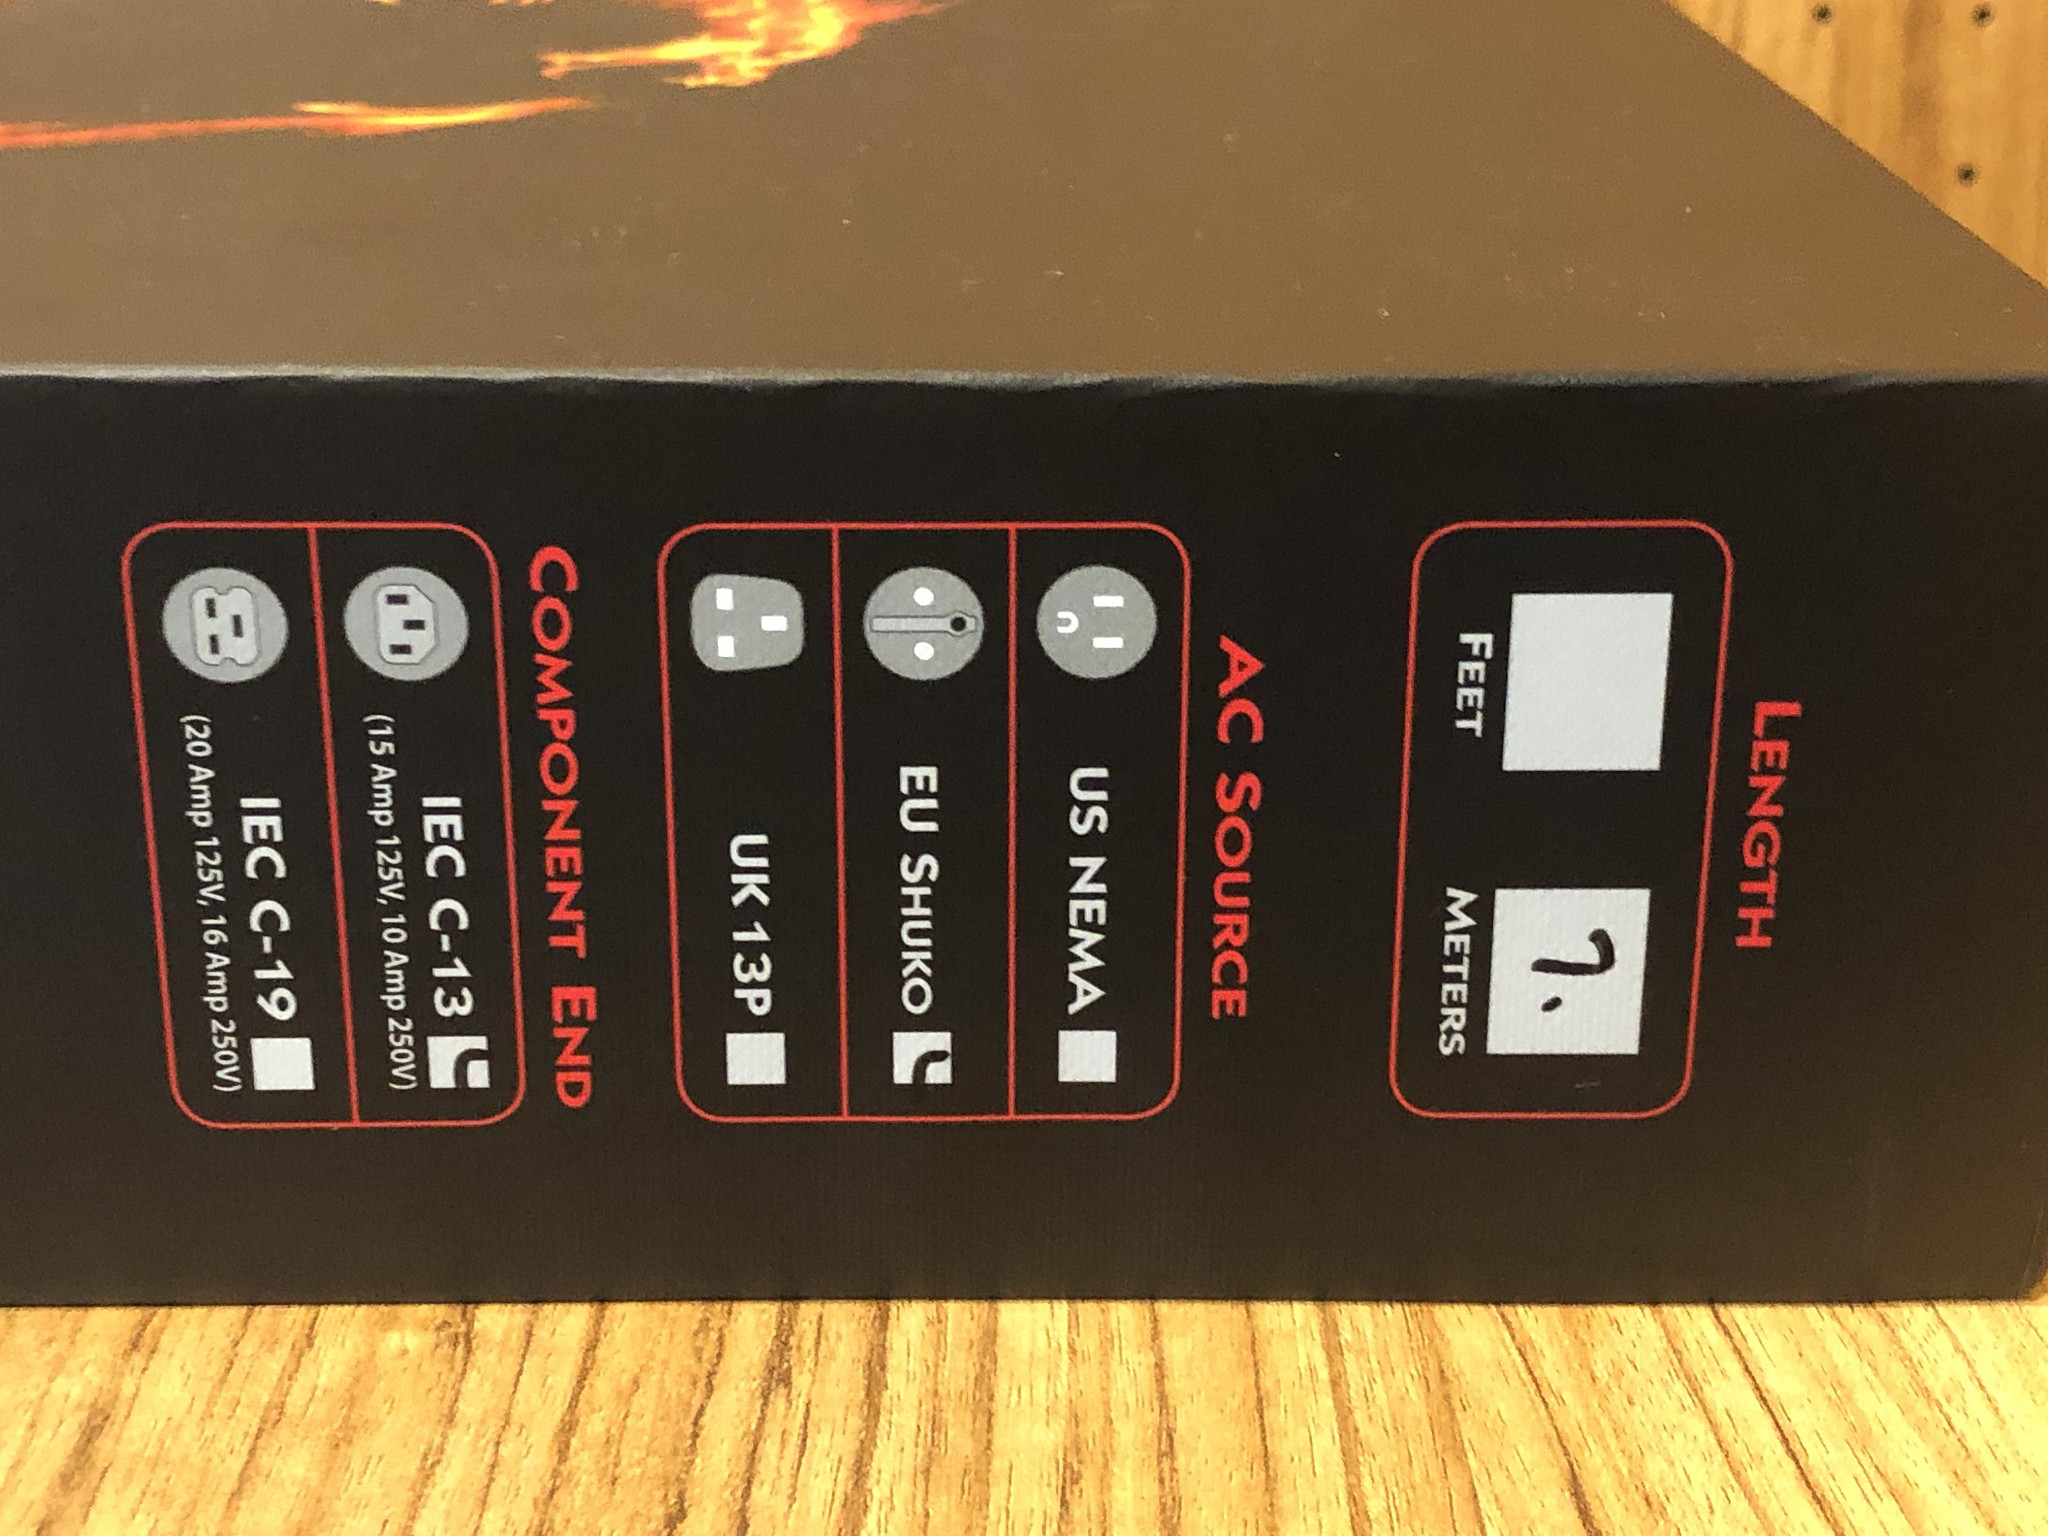 LENGTH
FEET
METERS
AC SOURCE
US NEMA
EU SHUKO
UK 13P
COMPONENT END
IEC C-13
(15 Amp 125V, 10 Amp 250V)
IEC C-19
(20 Amp 125V, 16 Amp 250V)